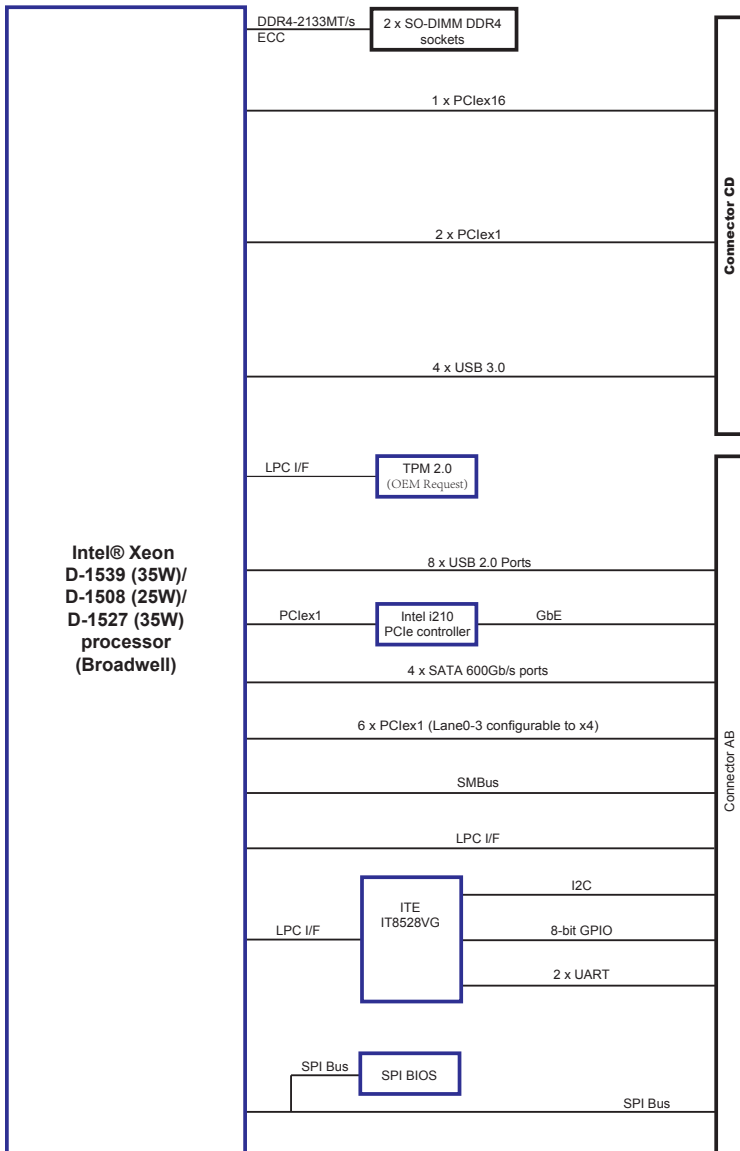 DDR4-2133MT/s
ECC
2 x SO-DIMM DDR4
sockets
1 x PCIex16
2 x PCIex1
4 x USB 3.0
Connector CD
LPC I/F
TPM 2.0
(OEM Request)
Intel® Xeon
D-1539 (35W)/
D-1508 (25W)/
D-1527 (35W)
processor
(Broadwell)
8 x USB 2.0 Ports
PCIex1
Intel i210
PCIe controller
GbE
4 x SATA 600Gb/s ports
6 x PCIex1 (Lane0-3 configurable to x4)
SMBus
LPC I/F
Connector AB
LPC I/F
ITE
IT8528VG
I2C
8-bit GPIO
2 x UART
SPI Bus
SPI BIOS
SPI Bus